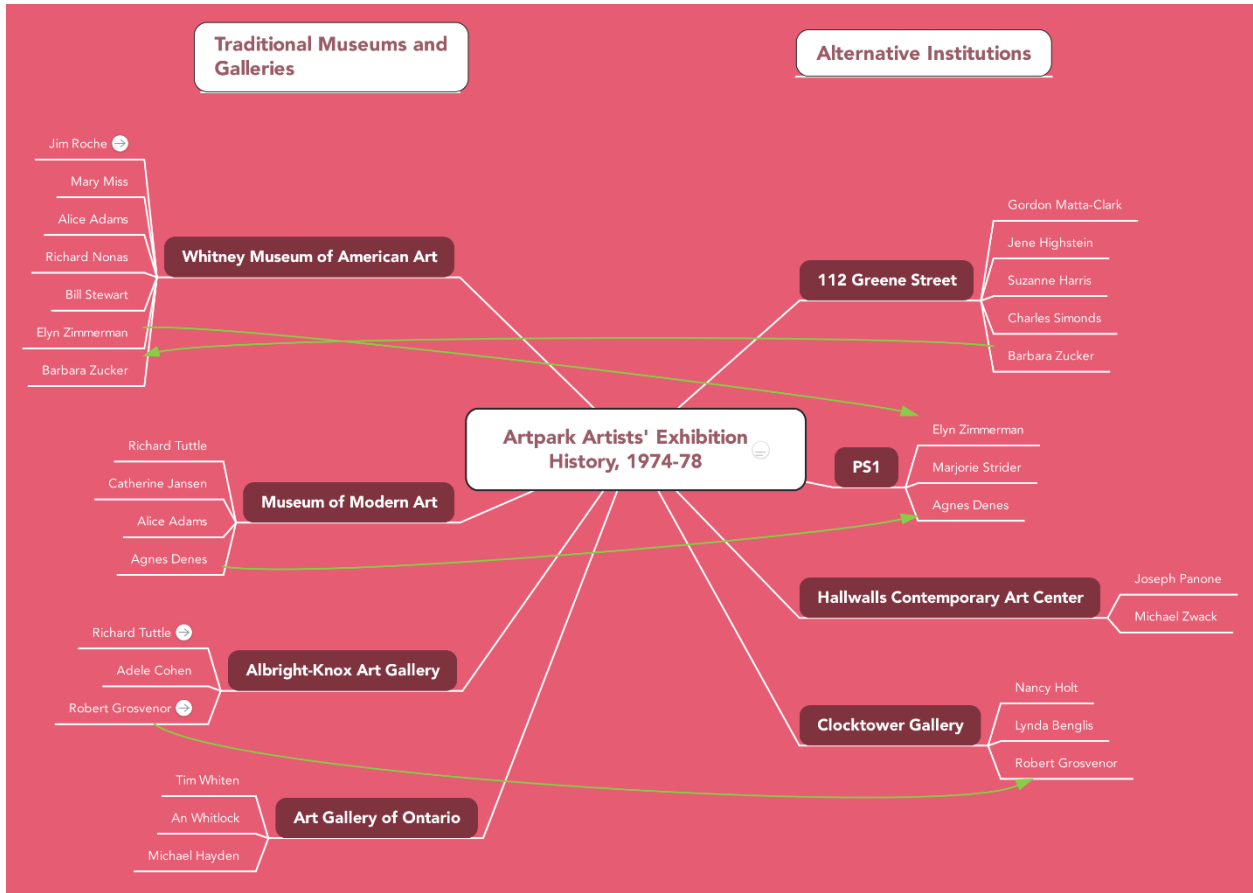 Traditional Museums and
Galleries
Alternative Institutions
Jim Roche
Mary Miss
Alice Adams
Richard Nonas
Bill Stewart
Elyn Zimmerman
Barbara Zucker
Whitney Museum of American Art
Gordon Matta-Clark
Jene Highstein
Suzanne Harris
Charles Simonds
Barbara Zucker
112 Greene Street
Artpark Artists' Exhibition
History, 1974-78
Richard Tuttle
Catherine Jansen
Alice Adams
Agnes Denes
Museum of Modern Art
PS1
Elyn Zimmerman
Marjorie Strider
Agnes Denes
Hallwalls Contemporary Art Center
Joseph Panone
Michael Zwack
Richard Tuttle
Adele Cohen
Robert Grosvenor
Albright-Knox Art Gallery
Clocktower Gallery
Nancy Holt
Lynda Benglis
Robert Grosvenor
Tim Whiten
An Whitlock
Michael Hayden
Art Gallery of Ontario